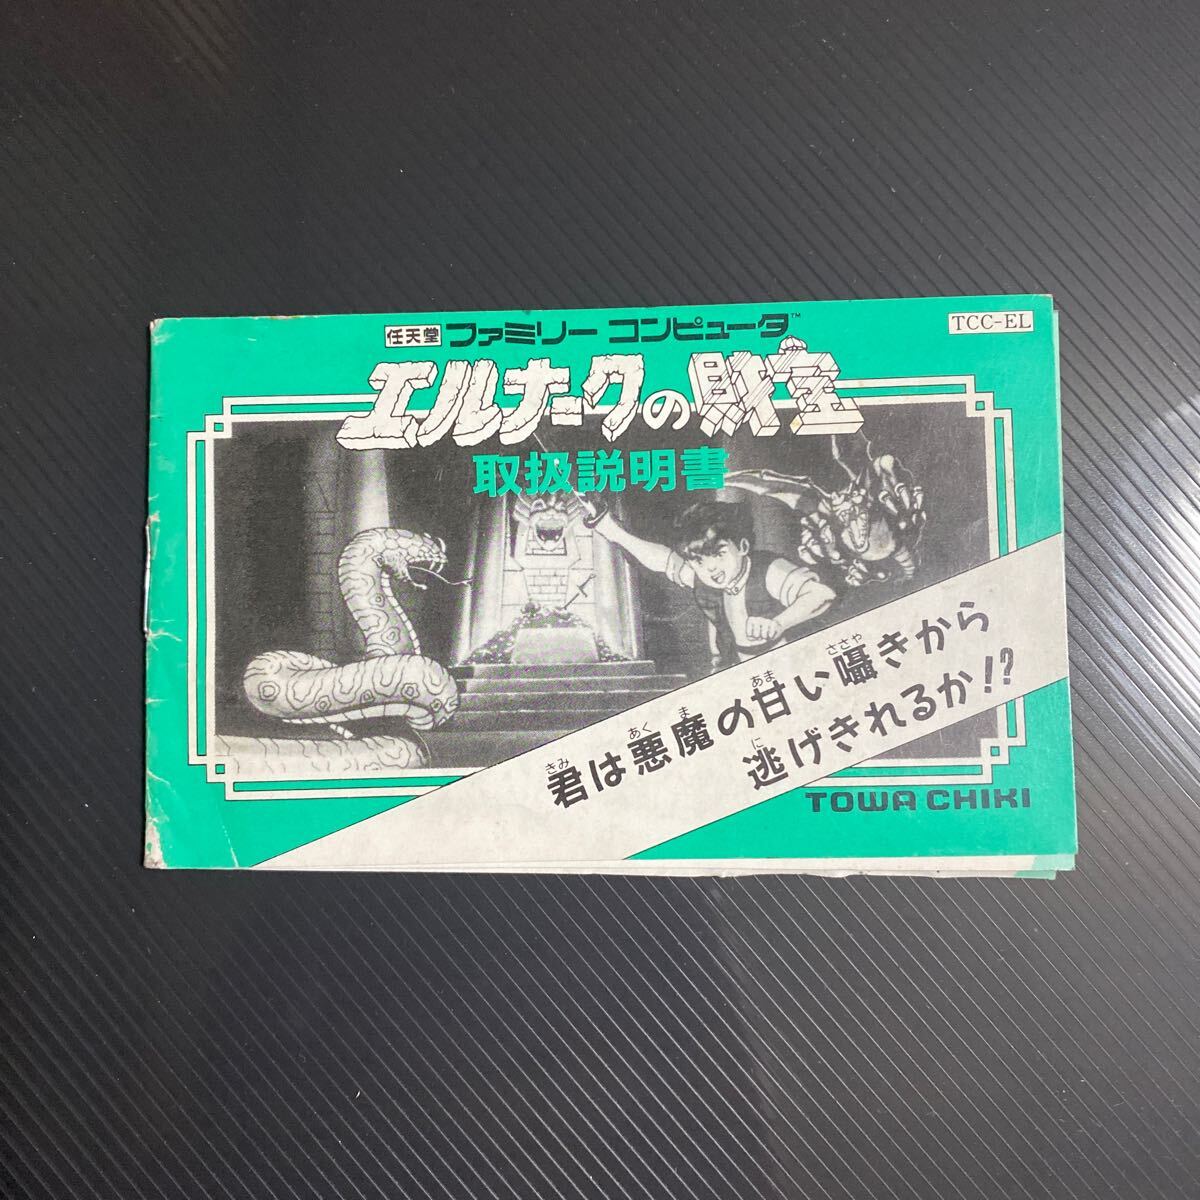 任天堂 ファミリー コンピュータ™
TCC-EL
エルナークの財宝
取扱説明書
君は悪魔の甘い囁きから
逃げきれるか!?
きみ あく ま あま ささや
に
TOWA CHIKI